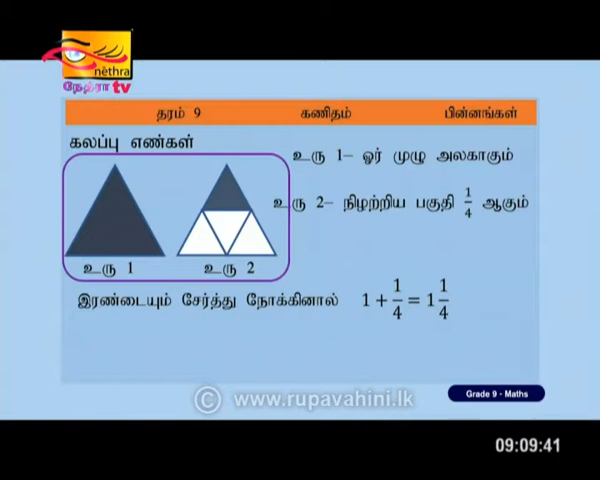 nēthra
நேத்ரா tv
தரம் 9 கணிதம் பின்னங்கள்
கலப்பு எண்கள்
உரு 1– ஓர் முழு அலகாகும்
உரு 2– நிழற்றிய பகுதி 1/4 ஆகும்
உரு 1 உரு 2
இரண்டையும் சேர்த்து நோக்கினால் 1 + 1/4 = 1 1/4
© www.rupavahini.lk
Grade 9 - Maths
09:09:41